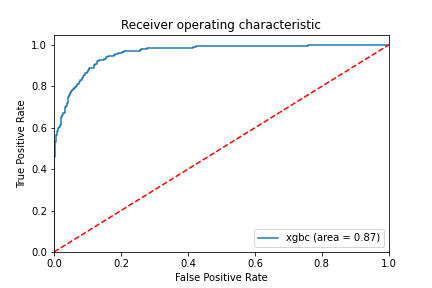 Receiver operating characteristic
True Positive Rate
1.0
0.8
0.6
0.4
0.2
0.0
xgbc (area = 0.87)
0.0 0.2 0.4 0.6 0.8 1.0
False Positive Rate